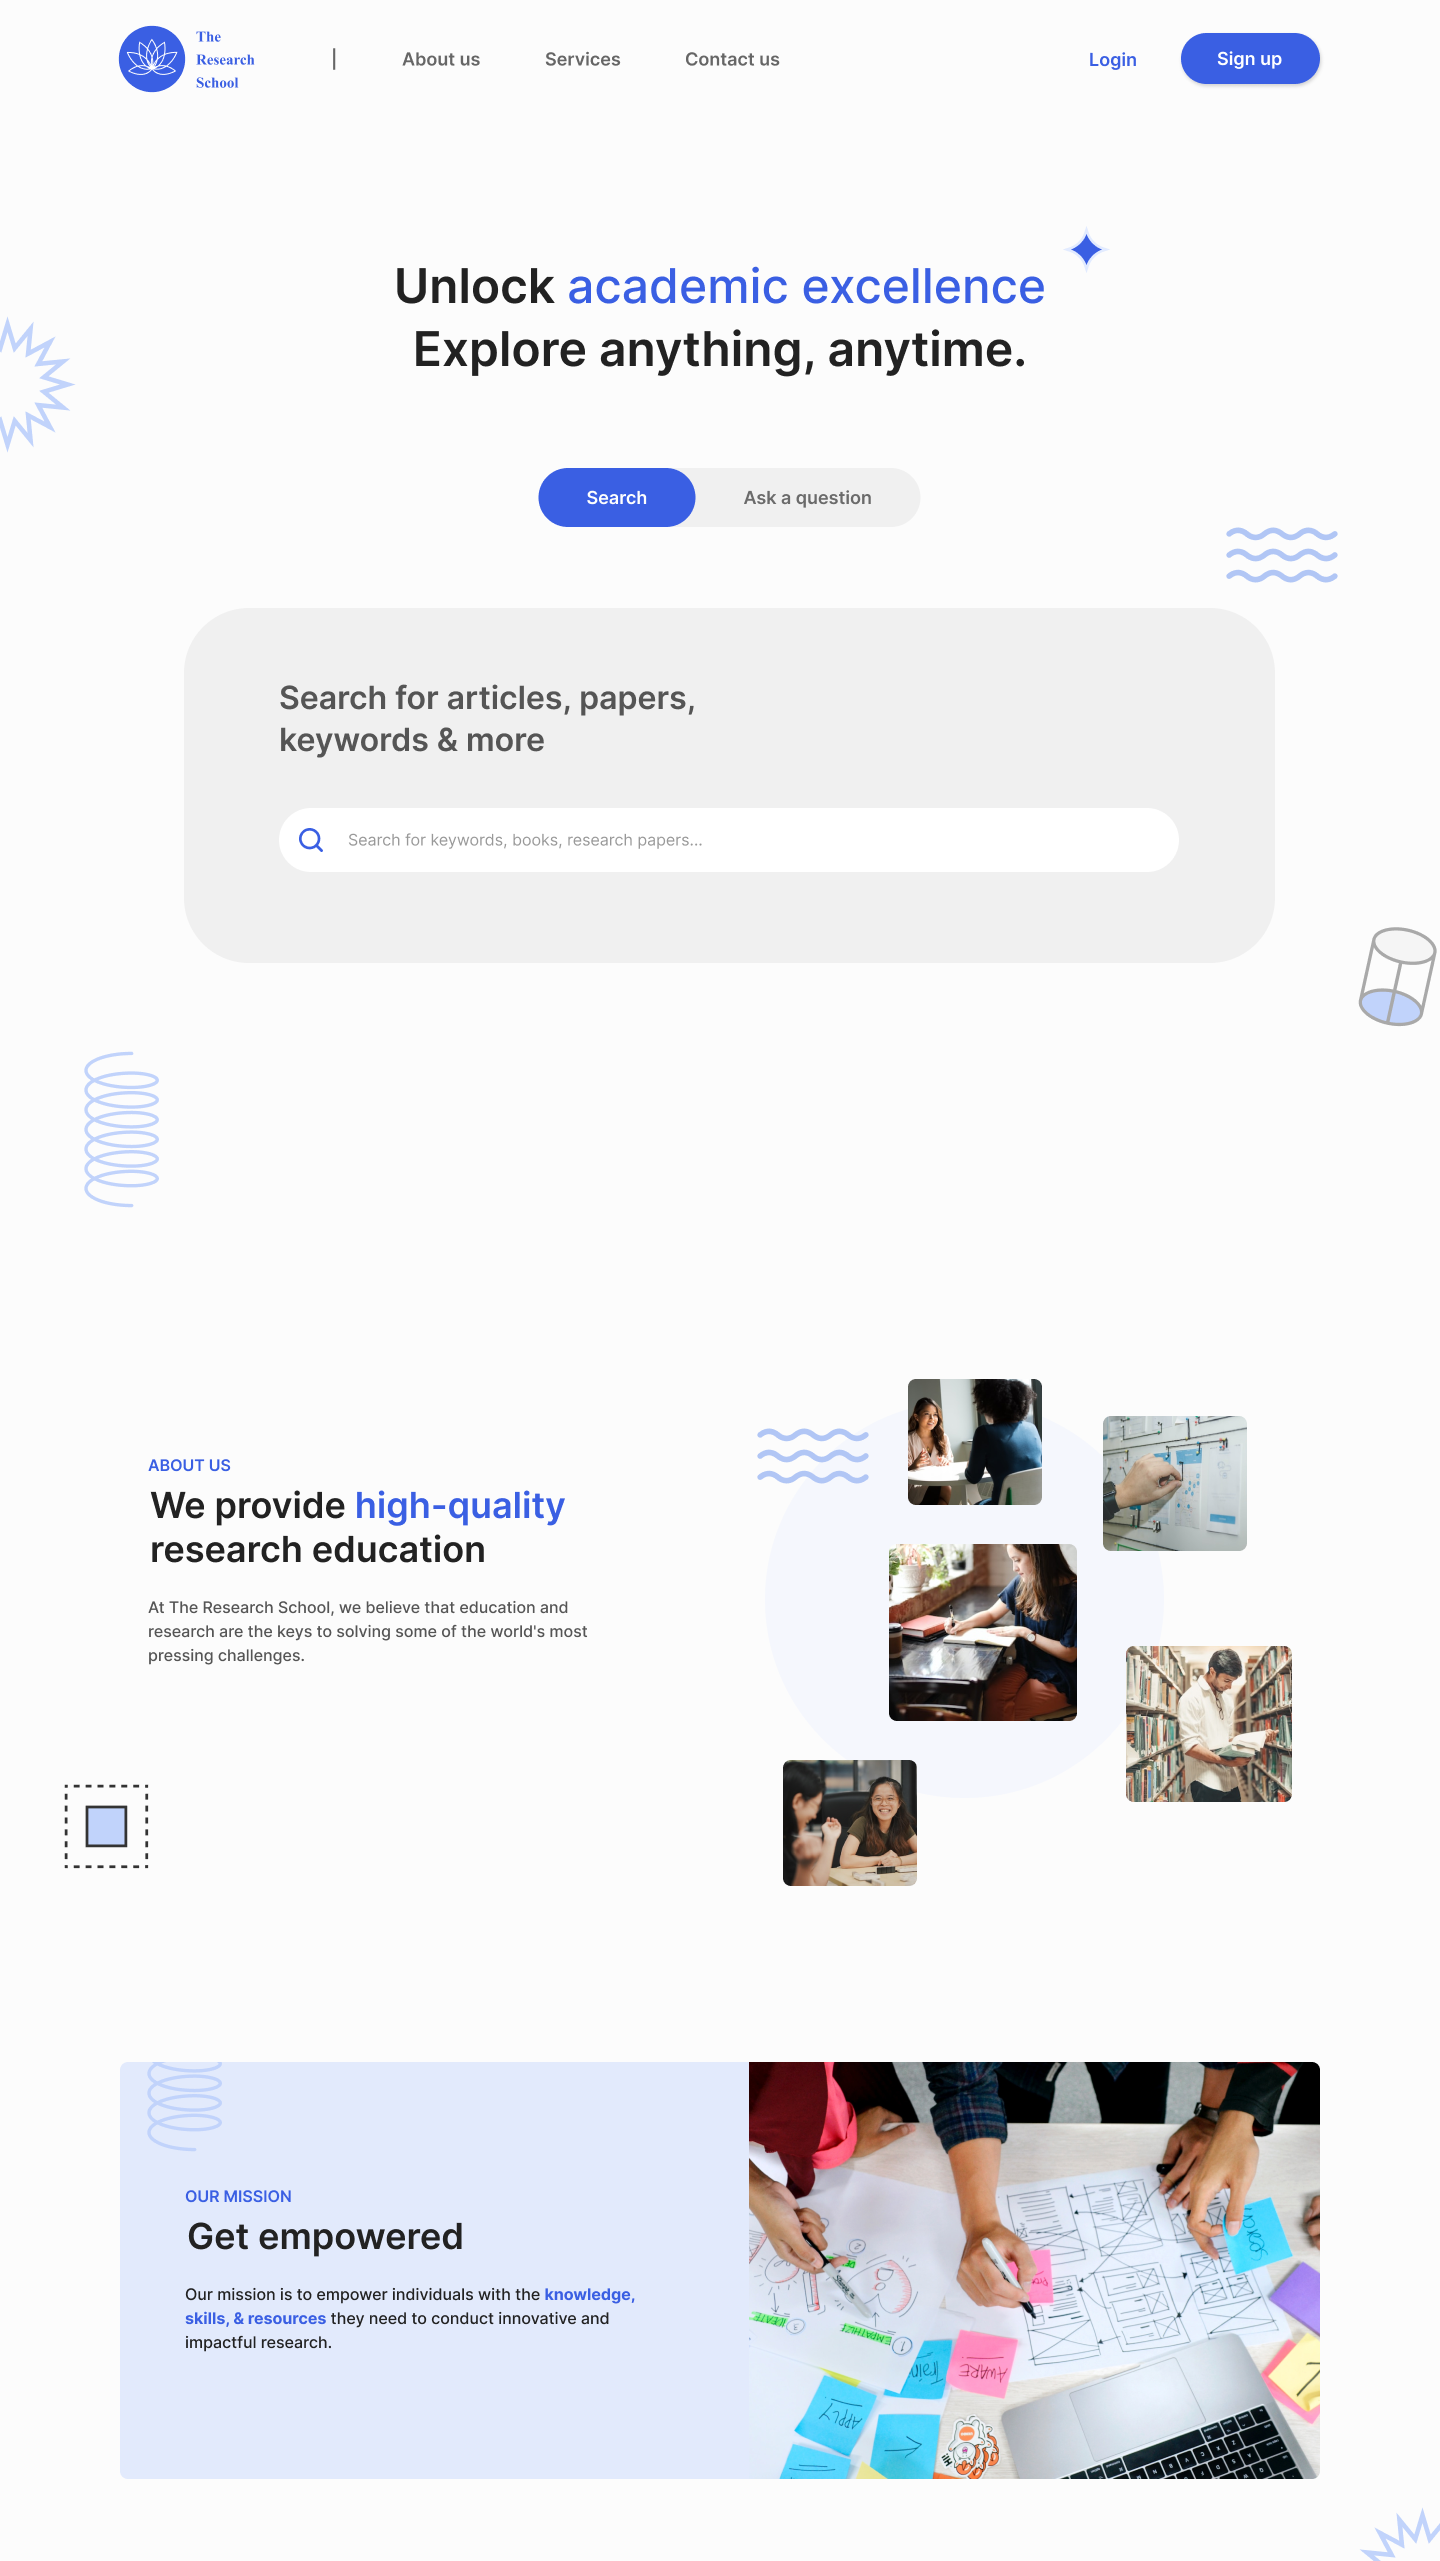 The
Research
School
About us
Services
Contact us
Login
Sign up
Unlock academic excellence
Explore anything, anytime.
Search
Ask a question
Search for articles, papers,
keywords & more
Search for keywords, books, research papers...
ABOUT US
We provide high-quality
research education
At The Research School, we believe that education and
research are the keys to solving some of the world's most
pressing challenges.
OUR MISSION
Get empowered
Our mission is to empower individuals with the knowledge,
skills, & resources they need to conduct innovative and
impactful research.
EMPATHIZE
AWARE
APPLY